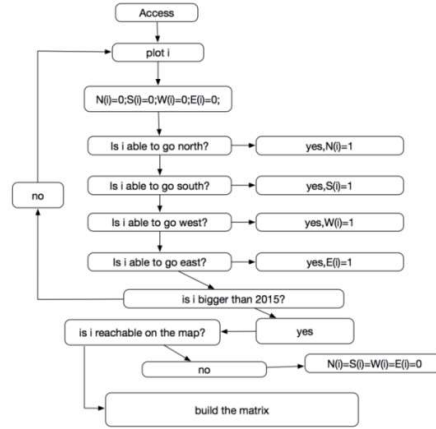 Access
plot i
N(i)=0;S(i)=0;W(i)=0;E(i)=0;
Is i able to go north?
yes,N(i)=1
Is i able to go south?
yes,S(i)=1
no
Is i able to go west?
yes,W(i)=1
Is i able to go east?
yes,E(i)=1
is i bigger than 2015?
is i reachable on the map?
yes
no
N(i)=S(i)=W(i)=E(i)=0
build the matrix